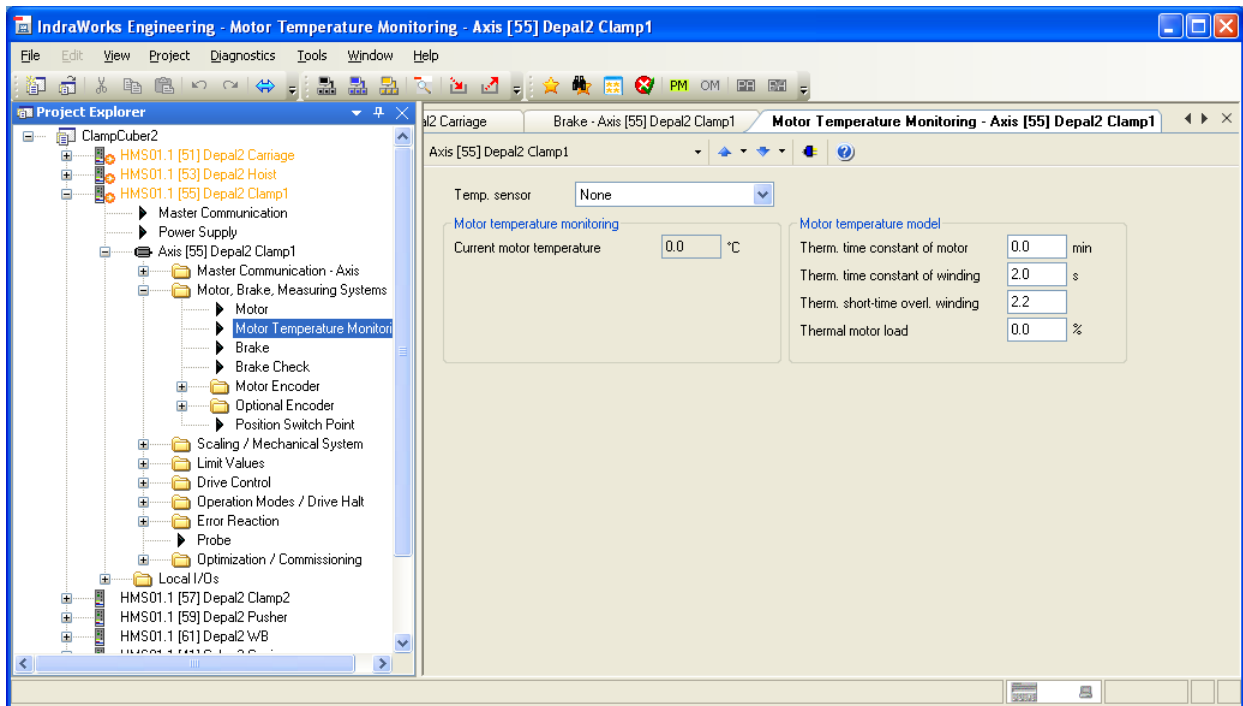 IndraWorks Engineering - Motor Temperature Monitoring - Axis [55] Depal2 Clamp1
File Edit View Project Diagnostics Tools Window Help
PM OM
Project Explorer
ClampCuber2
HMS01.1 [51] Depal2 Carriage
HMS01.1 [53] Depal2 Hoist
HMS01.1 [55] Depal2 Clamp1
Master Communication
Power Supply
Axis [55] Depal2 Clamp1
Master Communication - Axis
Motor, Brake, Measuring Systems
Motor
Motor Temperature Monitori
Brake
Brake Check
Motor Encoder
Optional Encoder
Position Switch Point
Scaling / Mechanical System
Limit Values
Drive Control
Operation Modes / Drive Halt
Error Reaction
Probe
Optimization / Commissioning
Local I/Os
HMS01.1 [57] Depal2 Clamp2
HMS01.1 [59] Depal2 Pusher
HMS01.1 [61] Depal2 WB
al2 Carriage Brake - Axis [55] Depal2 Clamp1 Motor Temperature Monitoring - Axis [55] Depal2 Clamp1
Axis [55] Depal2 Clamp1
Temp. sensor None
Motor temperature monitoring
Current motor temperature 0.0 °C
Motor temperature model
Therm. time constant of motor 0.0 min
Therm. time constant of winding 2.0 s
Therm. short-time overl. winding 2.2
Thermal motor load 0.0 %